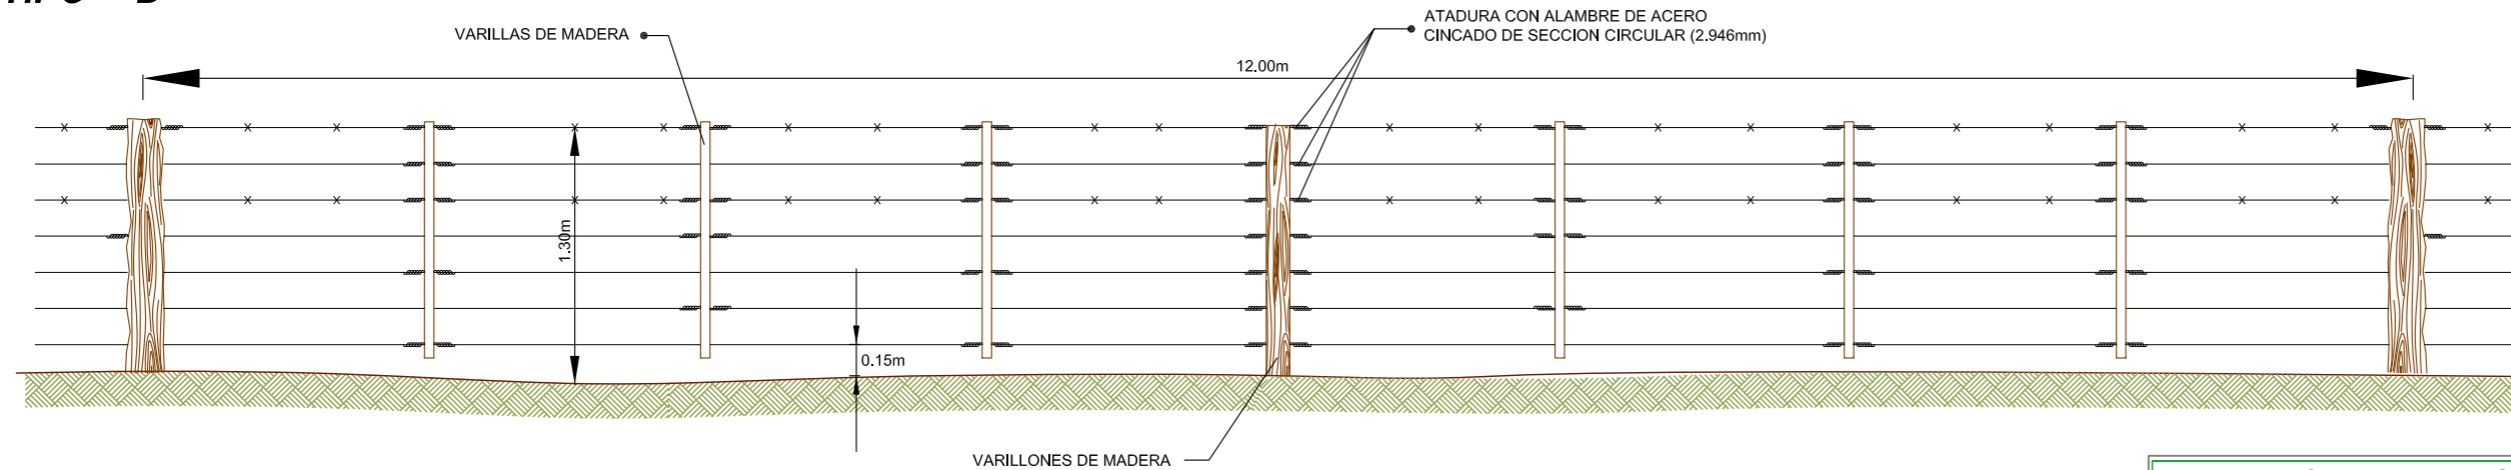 VARILLAS DE MADERA
ATADURA CON ALAMBRE DE ACERO
CINCADO DE SECCION CIRCULAR (2.946mm)
12.00m
1.30m
0.15m
VARILLONES DE MADERA